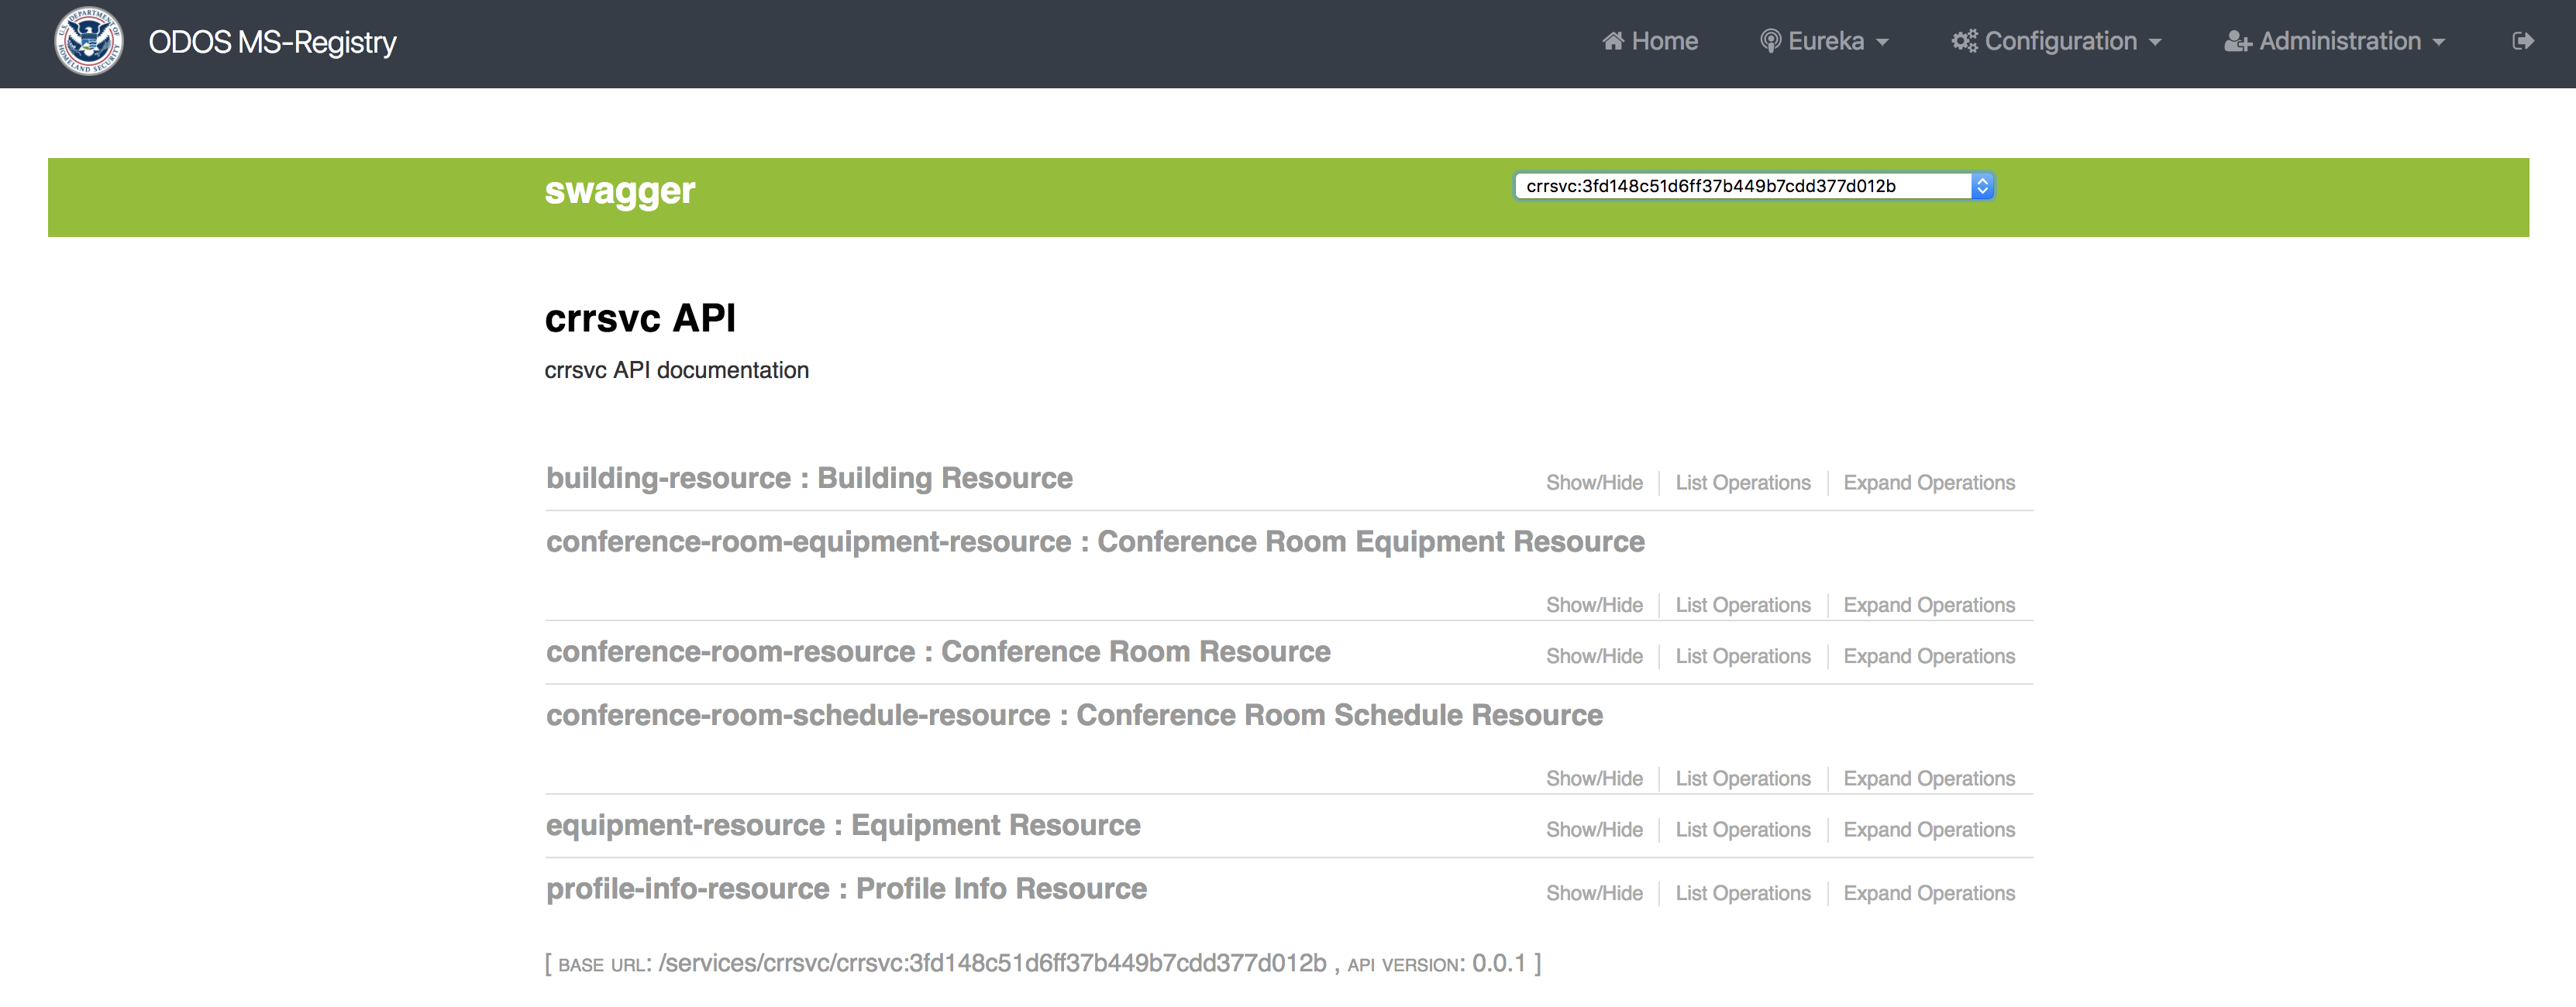 U.S. DEPARTMENT OF HOMELAND SECURITY
ODOS MS-Registry Home Eureka Configuration Administration
swagger crrsvc:3fd148c51d6ff37b449b7cdd377d012b
crrsvc API
crrsvc API documentation
building-resource : Building Resource Show/Hide List Operations Expand Operations
conference-room-equipment-resource : Conference Room Equipment Resource
Show/Hide List Operations Expand Operations
conference-room-resource : Conference Room Resource Show/Hide List Operations Expand Operations
conference-room-schedule-resource : Conference Room Schedule Resource
Show/Hide List Operations Expand Operations
equipment-resource : Equipment Resource Show/Hide List Operations Expand Operations
profile-info-resource : Profile Info Resource Show/Hide List Operations Expand Operations
[ BASE URL: /services/crrsvc/crrsvc:3fd148c51d6ff37b449b7cdd377d012b , API VERSION: 0.0.1 ]